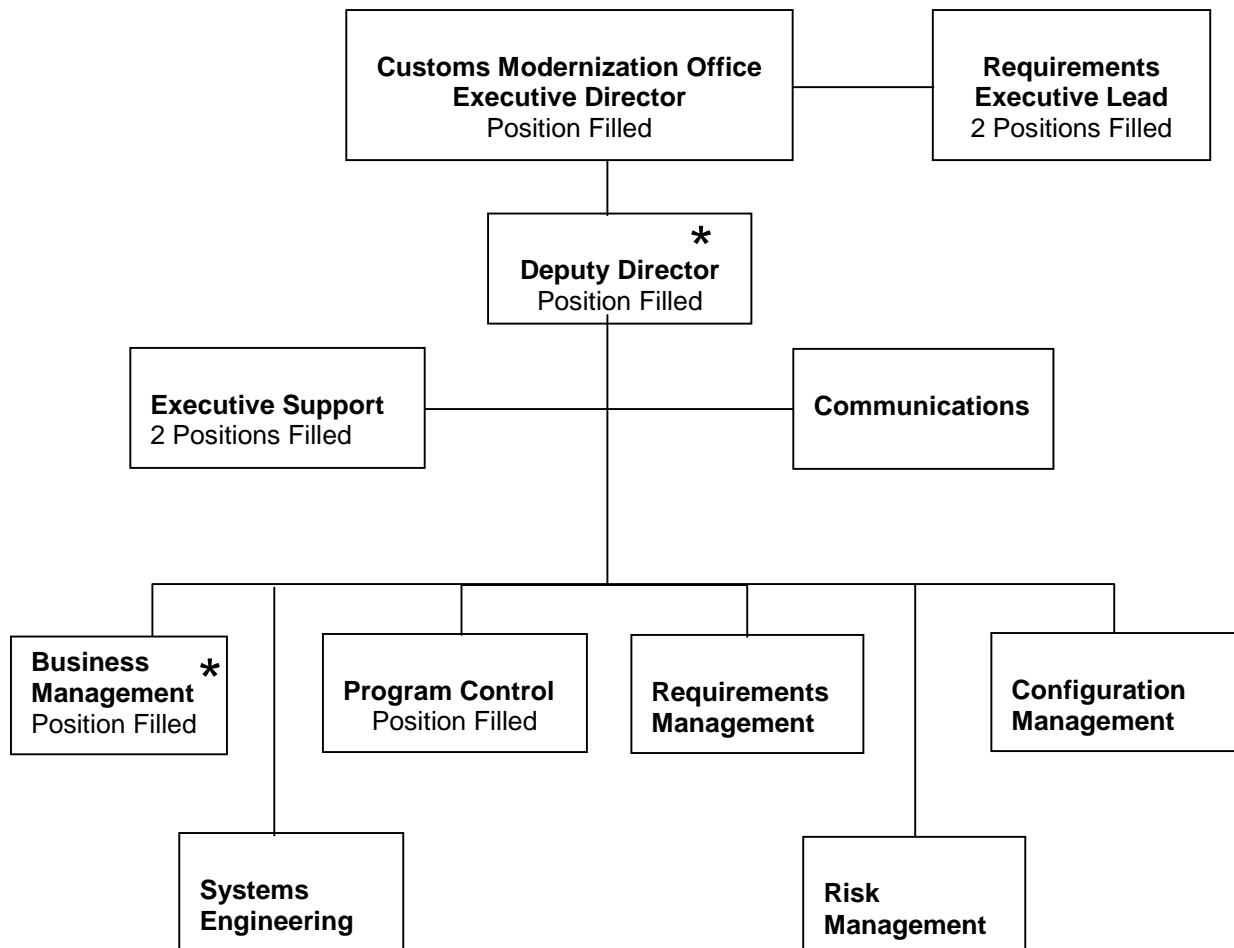 Customs Modernization Office
Executive Director
Position Filled
Requirements
Executive Lead
2 Positions Filled
*
Deputy Director
Position Filled
Executive Support
2 Positions Filled
Communications
Business
Management *
Position Filled
Program Control
Position Filled
Requirements
Management
Configuration
Management
Systems
Engineering
Risk
Management